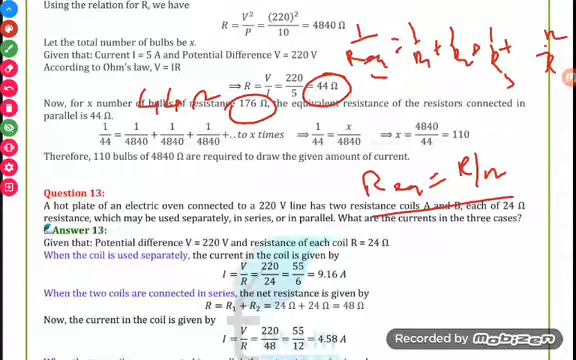 Using the relation for R, we have
R = V²/P = (220)²/10 = 4840 Ω
Let the total number of bulbs be x.
Given that: Current I = 5 A and Potential Difference V = 220 V
According to Ohm's law, V = IR
⟹ R = V/I = 220/5 = 44 Ω
Now, for x number of bulbs of resistance 176 Ω, the equivalent resistance of the resistors connected in
parallel is 44 Ω.
1/44 = 1/4840 + 1/4840 + 1/4840 +.. to x times ⟹ 1/44 = x/4840 ⟹ x = 4840/44 = 110
Therefore, 110 bulbs of 4840 Ω are required to draw the given amount of current.
R eq = R/n
Question 13:
A hot plate of an electric oven connected to a 220 V line has two resistance coils A and B, each of 24 Ω
resistance, which may be used separately, in series, or in parallel. What are the currents in the three cases?
Answer 13:
Given that: Potential difference V = 220 V and resistance of each coil R = 24 Ω
When the coil is used separately, the current in the coil is given by
I = V/R = 220/24 = 55/6 = 9.16 A
When the two coils are connected in series, the net resistance is given by
R = R₁ + R₂ = 24 Ω + 24 Ω = 48 Ω
Now, the current in the coil is given by
I = V/R = 220/48 = 55/12 = 4.58 A
Recorded by mobizen